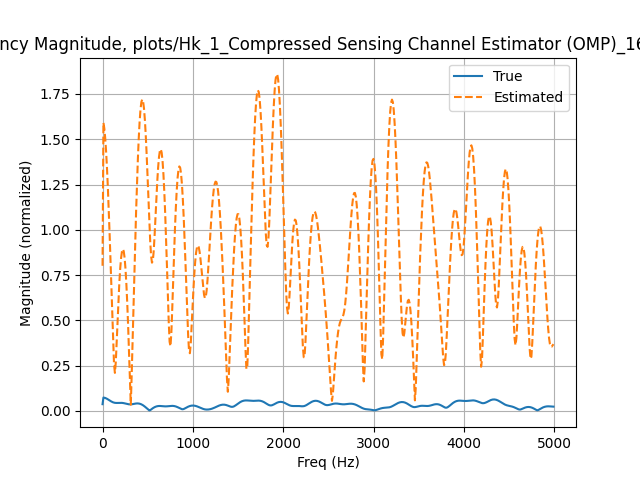 ncy Magnitude, plots/Hk_1_Compressed Sensing Channel Estimator (OMP)_16
True
Estimated
Magnitude (normalized)
1.75
1.50
1.25
1.00
0.75
0.50
0.25
0.00
0 1000 2000 3000 4000 5000
Freq (Hz)